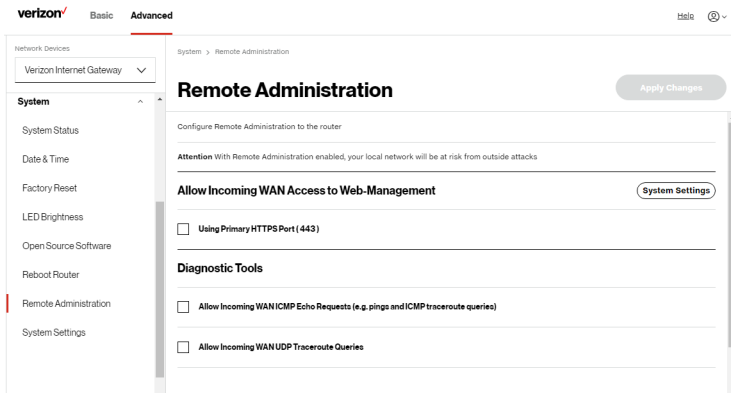 verizon
Basic
Advanced
Help
Network Devices
Verizon Internet Gateway
System
System Status
Date & Time
Factory Reset
LED Brightness
Open Source Software
Reboot Router
Remote Administration
System Settings
System > Remote Administration
Remote Administration
Apply Changes
Configure Remote Administration to the router
Attention With Remote Administration enabled, your local network will be at risk from outside attacks
Allow Incoming WAN Access to Web-Management
System Settings
Using Primary HTTPS Port ( 443 )
Diagnostic Tools
Allow Incoming WAN ICMP Echo Requests (e.g. pings and ICMP traceroute queries)
Allow Incoming WAN UDP Traceroute Queries